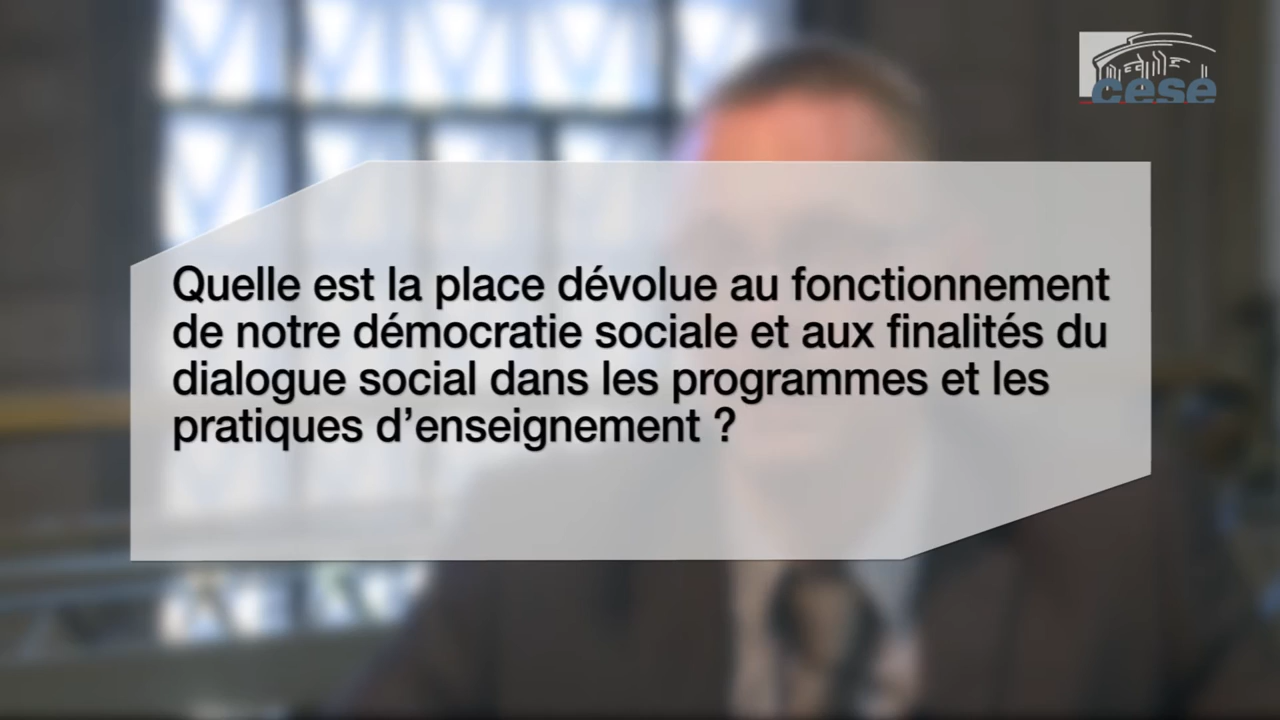 cese
Quelle est la place dévolue au fonctionnement
de notre démocratie sociale et aux finalités du
dialogue social dans les programmes et les
pratiques d'enseignement ?